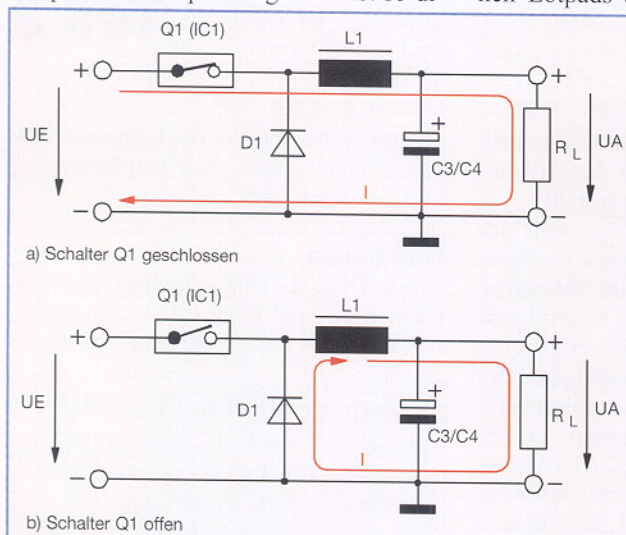 Q1 (IC1)
L1
+
+
+
UE
D1
C3/C4
R L
UA
I
−
−
a) Schalter Q1 geschlossen
Q1 (IC1)
L1
+
+
+
UE
D1
C3/C4
R L
UA
I
−
−
b) Schalter Q1 offen